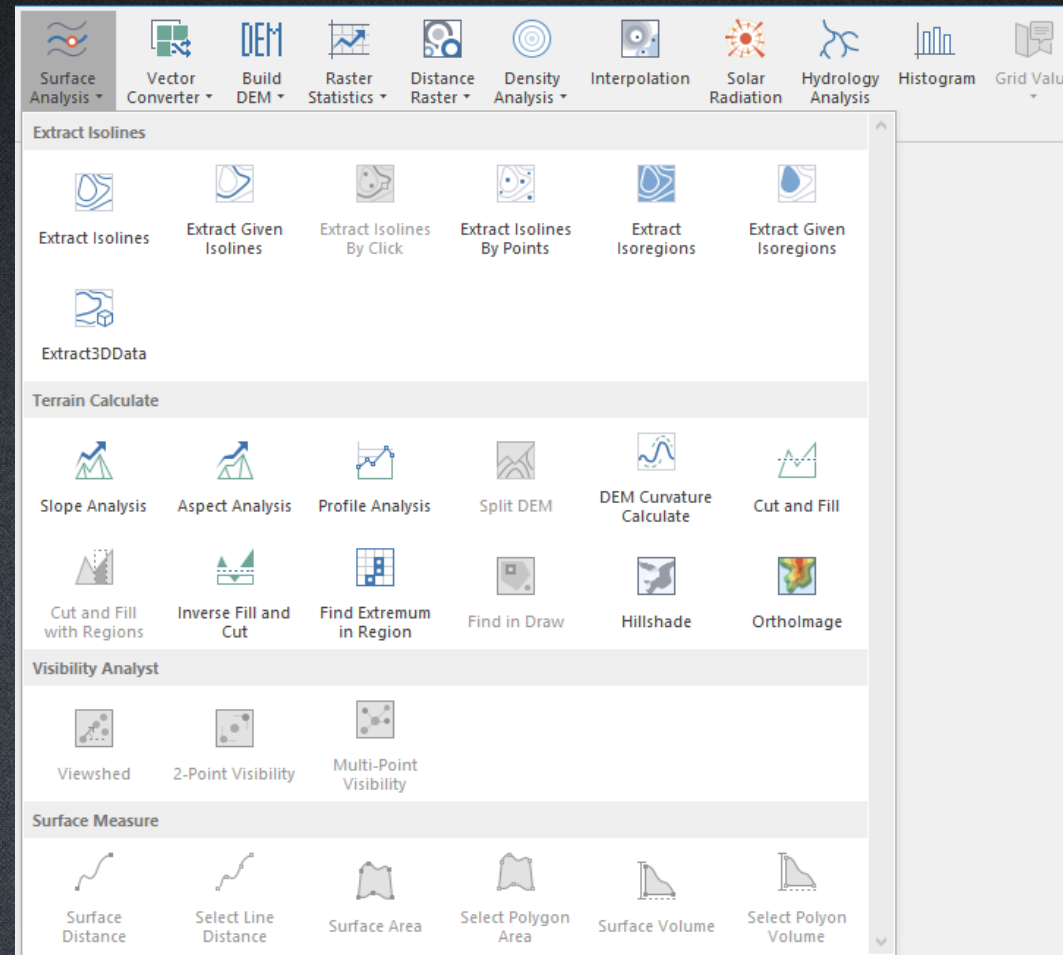 Surface Analysis
Vector Converter
Build DEM
Raster Statistics
Distance Raster
Density Analysis
Interpolation
Solar Radiation
Hydrology Analysis
Histogram
Grid Valu
Extract Isolines
Extract Isolines
Extract Given Isolines
Extract Isolines By Click
Extract Isolines By Points
Extract Isoregions
Extract Given Isoregions
Extract3DData
Terrain Calculate
Slope Analysis
Aspect Analysis
Profile Analysis
Split DEM
DEM Curvature Calculate
Cut and Fill
Cut and Fill with Regions
Inverse Fill and Cut
Find Extremum in Region
Find in Draw
Hillshade
OrthoImage
Visibility Analyst
Viewshed
2-Point Visibility
Multi-Point Visibility
Surface Measure
Surface Distance
Select Line Distance
Surface Area
Select Polygon Area
Surface Volume
Select Polyon Volume
DEM